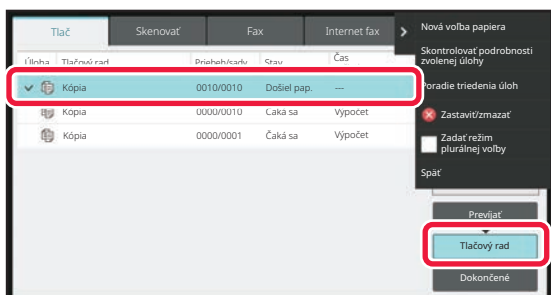 Tlač
Skenovať
Fax
Internet fax
Úloha Tlačový rad Priebeh/sady Stav Čas
Kópia 0010/0010 Došiel pap. ---
Kópia 0000/0010 Čaká sa Výpočet
Kópia 0000/0001 Čaká sa Výpočet
Nová voľba papiera
Skontrolovať podrobnosti
zvolenej úlohy
Poradie triedenia úloh
Zastaviť/zmazať
Zadať režim
plurálnej voľby
Späť
Prevíjať
Tlačový rad
Dokončené